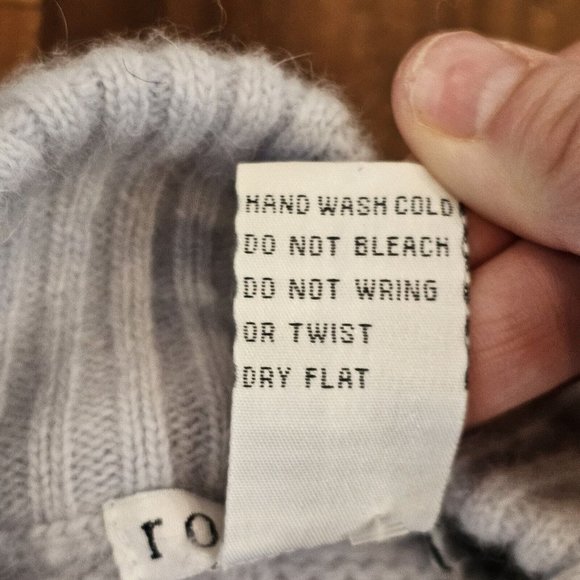 HAND WASH COLD
DO NOT BLEACH
DO NOT WRING
OR TWIST
DRY FLAT
ro